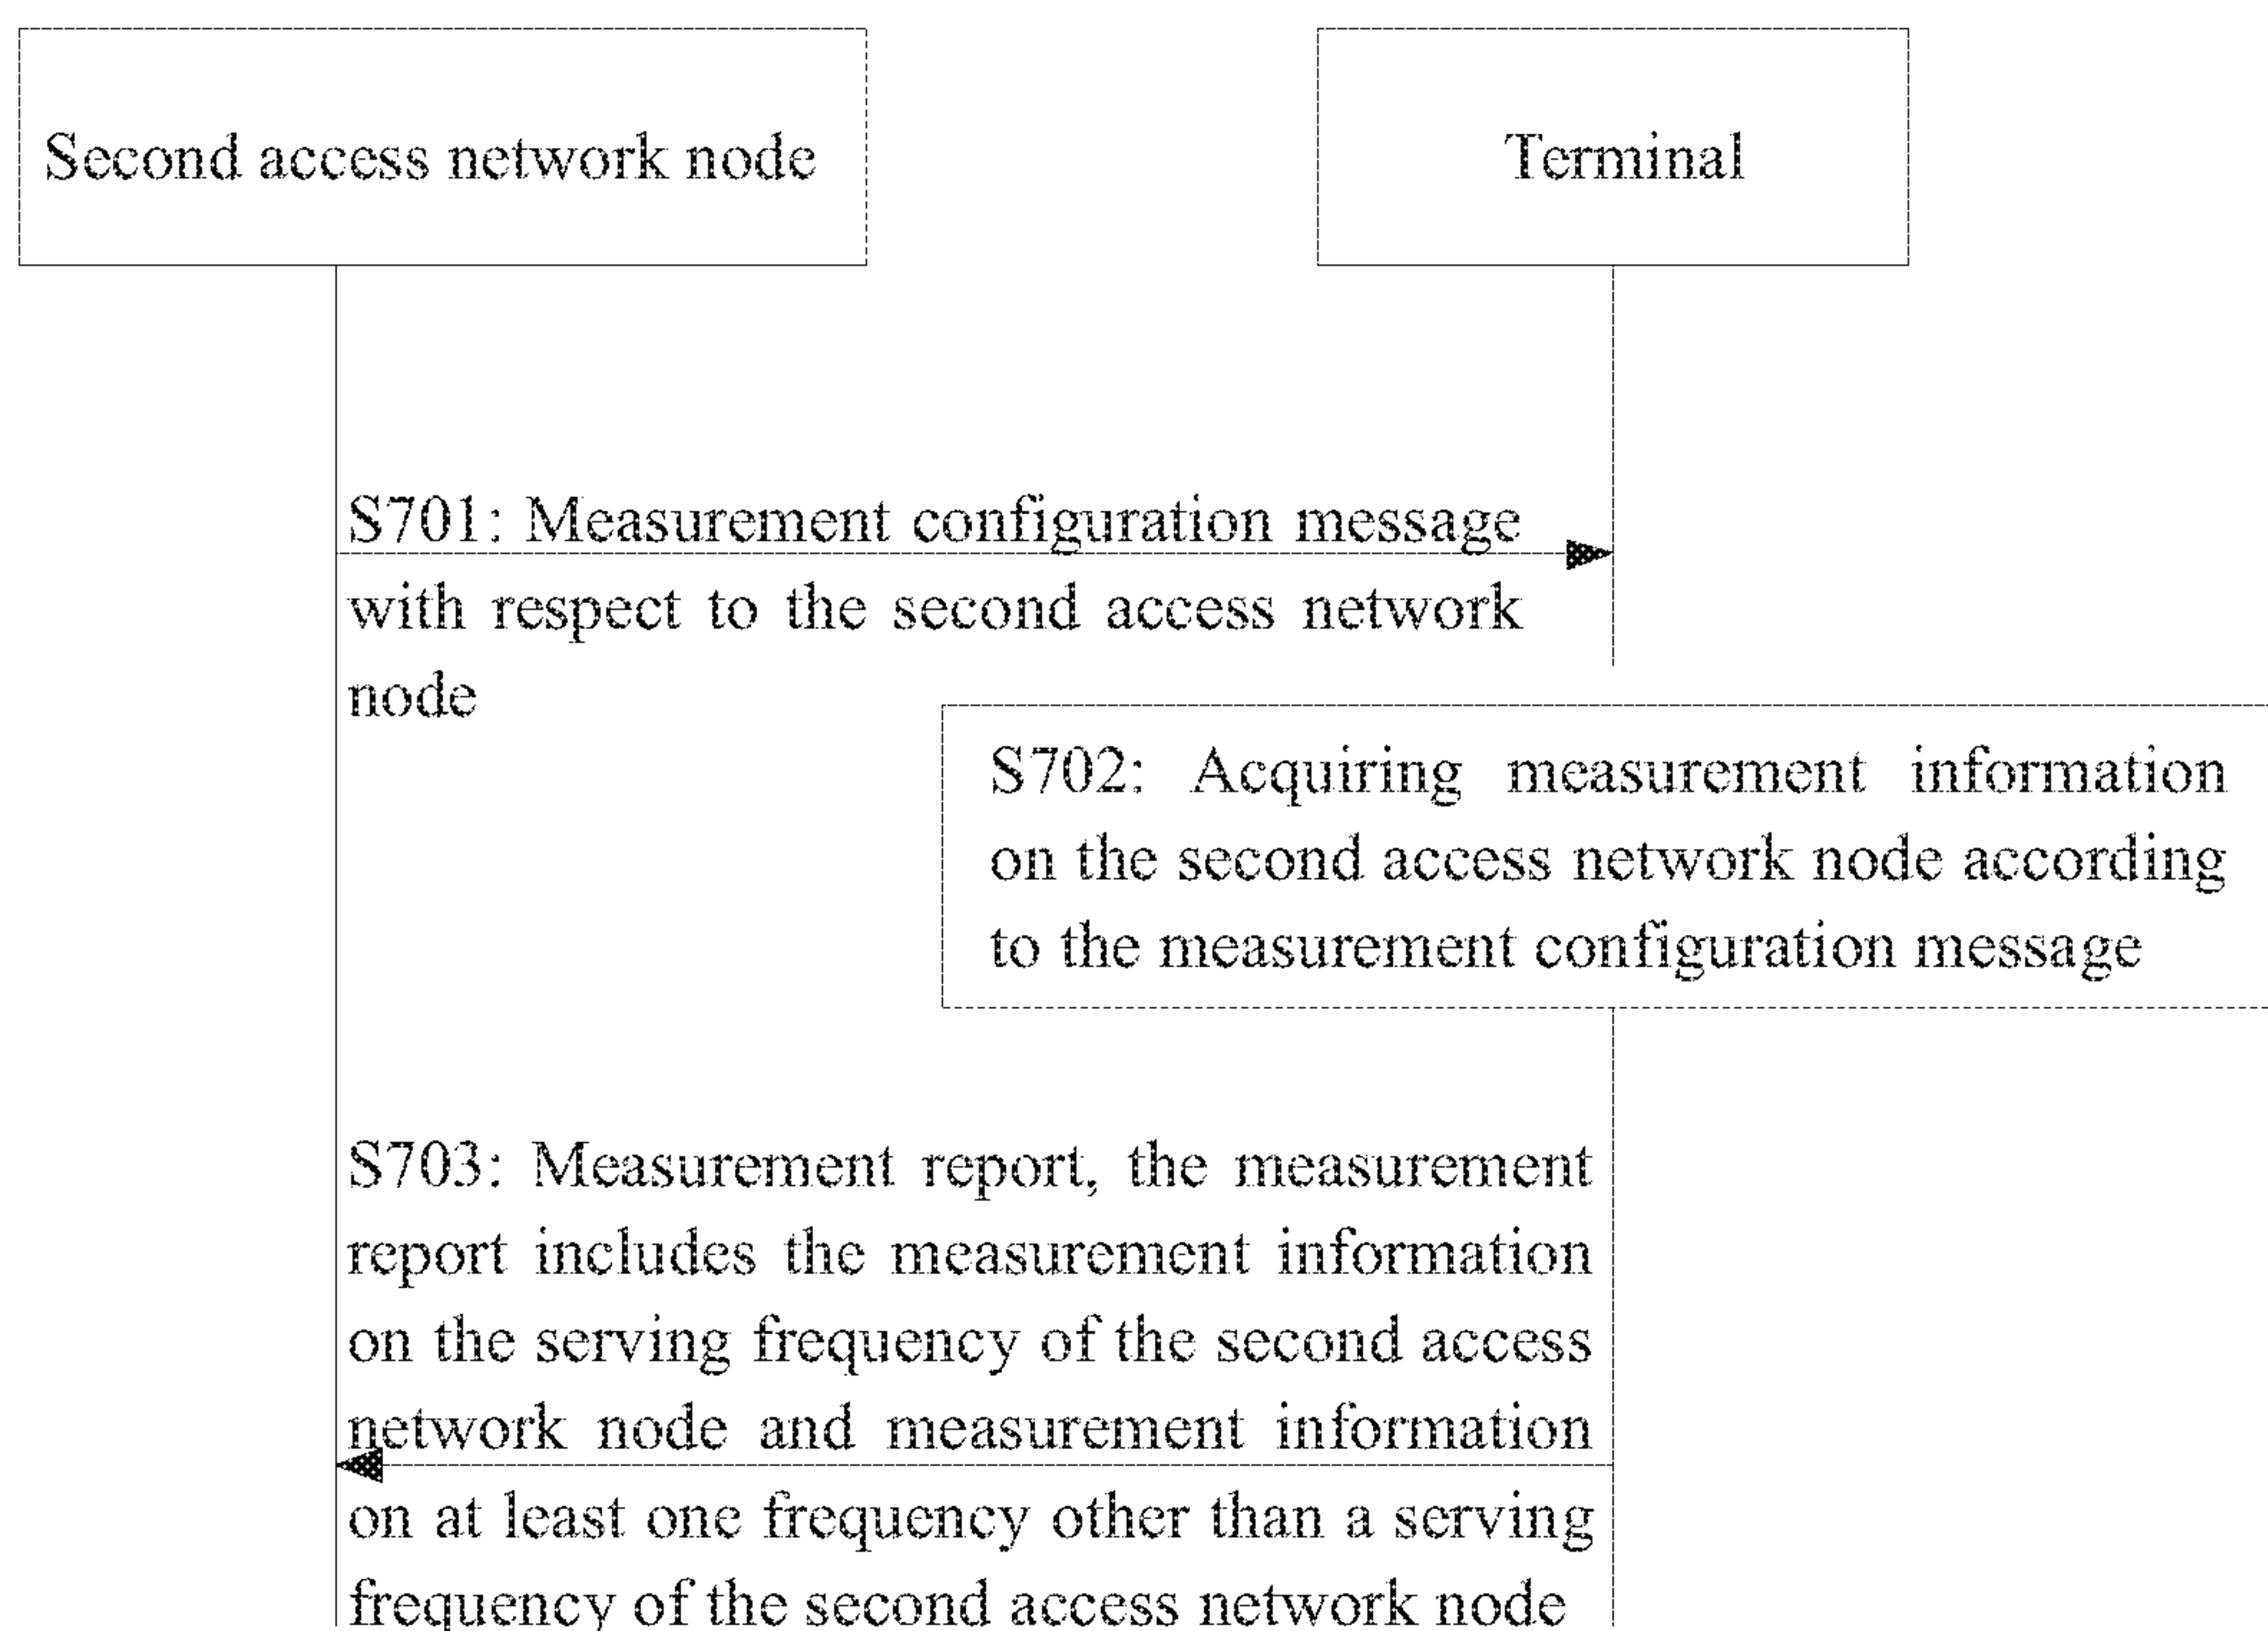 Second access network node
Terminal
S701: Measurement configuration message
with respect to the second access network
node
S702: Acquiring measurement information
on the second access network node according
to the measurement configuration message
S703: Measurement report, the measurement
report includes the measurement information
on the serving frequency of the second access
network node and measurement information
on at least one frequency other than a serving
frequency of the second access network node